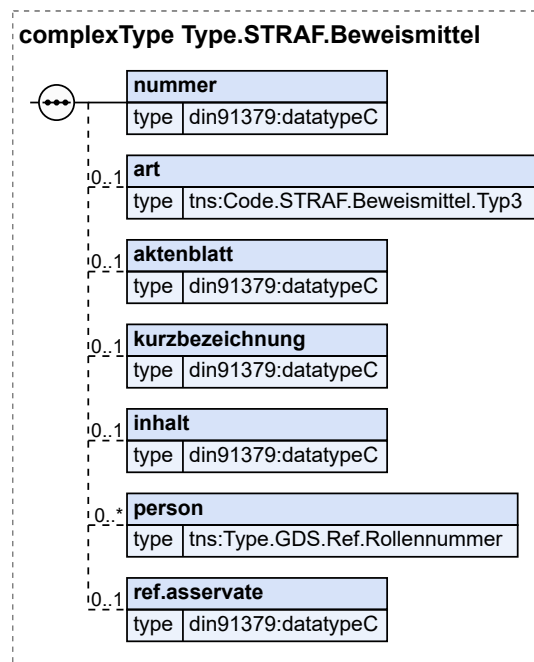 complexType Type.STRAF.Beweismittel
nummer
type din91379:datatypeC
0..1 art
type tns:Code.STRAF.Beweismittel.Typ3
0..1 aktenblatt
type din91379:datatypeC
0..1 kurzbezeichnung
type din91379:datatypeC
0..1 inhalt
type din91379:datatypeC
0..* person
type tns:Type.GDS.Ref.Rollennummer
0..1 ref.asservate
type din91379:datatypeC